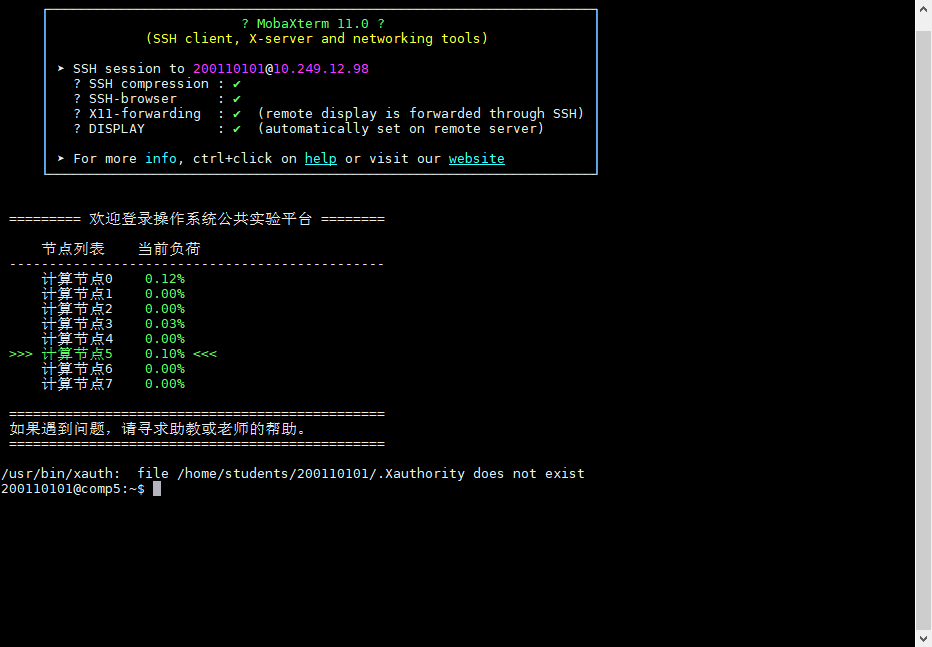 ? MobaXterm 11.0 ?
(SSH client, X-server and networking tools)
➤ SSH session to 200110101@10.249.12.98
? SSH compression : ✔
? SSH-browser : ✔
? X11-forwarding : ✔ (remote display is forwarded through SSH)
? DISPLAY : ✔ (automatically set on remote server)
➤ For more info, ctrl+click on help or visit our website
========= 欢迎登录操作系统公共实验平台 ========
节点列表 当前负荷
-----------------------------------------------
计算节点0 0.12%
计算节点1 0.00%
计算节点2 0.00%
计算节点3 0.03%
计算节点4 0.00%
>>> 计算节点5 0.10% <<<
计算节点6 0.00%
计算节点7 0.00%
===============================================
如果遇到问题，请寻求助教或老师的帮助。
===============================================
/usr/bin/xauth: file /home/students/200110101/.Xauthority does not exist
200110101@comp5:~$